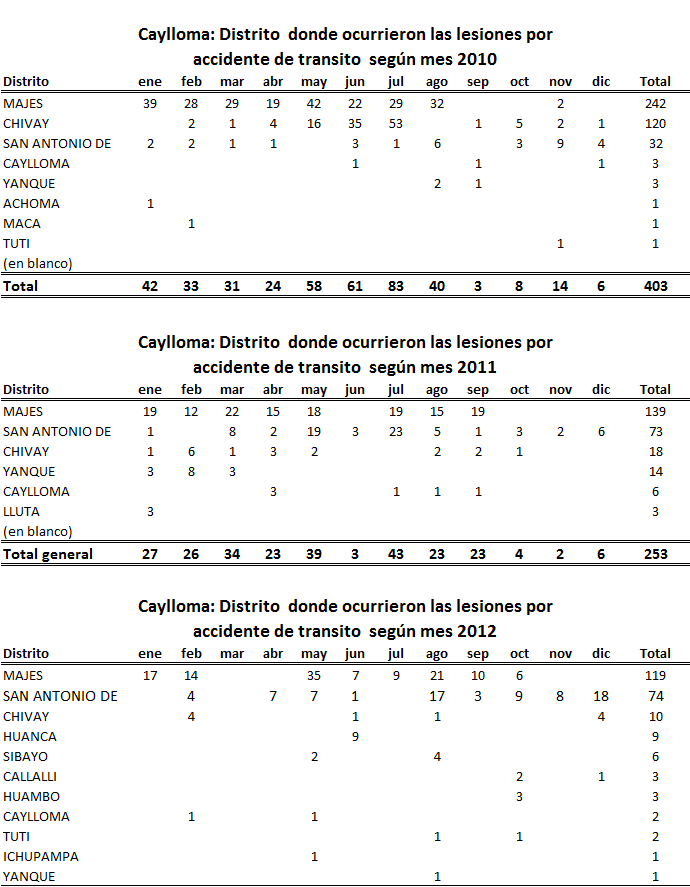 Caylloma: Distrito  donde ocurrieron las lesiones por
accidente de transito  según mes 2010
Distrito ene feb mar abr may jun jul ago sep oct nov dic Total
MAJES 39 28 29 19 42 22 29 32 2 242
CHIVAY 2 1 4 16 35 53 1 5 2 1 120
SAN ANTONIO DE 2 2 1 1 3 1 6 3 9 4 32
CAYLLOMA 1 1 1 3
YANQUE 2 1 3
ACHOMA 1 1
MACA 1 1
TUTI 1 1
(en blanco)
Total 42 33 31 24 58 61 83 40 3 8 14 6 403
Caylloma: Distrito  donde ocurrieron las lesiones por
accidente de transito  según mes 2011
Distrito ene feb mar abr may jun jul ago sep oct nov dic Total
MAJES 19 12 22 15 18 19 15 19 139
SAN ANTONIO DE 1 8 2 19 3 23 5 1 3 2 6 73
CHIVAY 1 6 1 3 2 2 2 1 18
YANQUE 3 8 3 14
CAYLLOMA 3 1 1 1 6
LLUTA 3 3
(en blanco)
Total general 27 26 34 23 39 3 43 23 23 4 2 6 253
Caylloma: Distrito  donde ocurrieron las lesiones por
accidente de transito  según mes 2012
Distrito ene feb mar abr may jun jul ago sep oct nov dic Total
MAJES 17 14 35 7 9 21 10 6 119
SAN ANTONIO DE 4 7 7 1 17 3 9 8 18 74
CHIVAY 4 1 1 4 10
HUANCA 9 9
SIBAYO 2 4 6
CALLALLI 2 1 3
HUAMBO 3 3
CAYLLOMA 1 1 2
TUTI 1 1 2
ICHUPAMPA 1 1
YANQUE 1 1